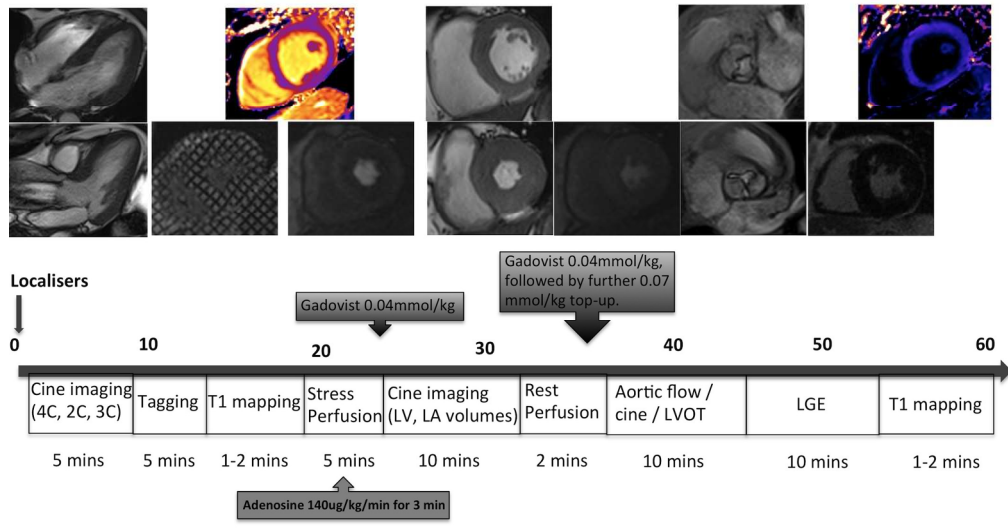 Localisers
Gadovist 0.04mmol/kg
Gadovist 0.04mmol/kg,
followed by further 0.07
mmol/kg top-up.
0 10 20 30 40 50 60
Cine imaging
(4C, 2C, 3C)
Tagging
T1 mapping
Stress
Perfusion
Cine imaging
(LV, LA volumes)
Rest
Perfusion
Aortic flow /
cine / LVOT
LGE
T1 mapping
5 mins 5 mins 1-2 mins 5 mins 10 mins 2 mins 10 mins 10 mins 1-2 mins
Adenosine 140ug/kg/min for 3 min